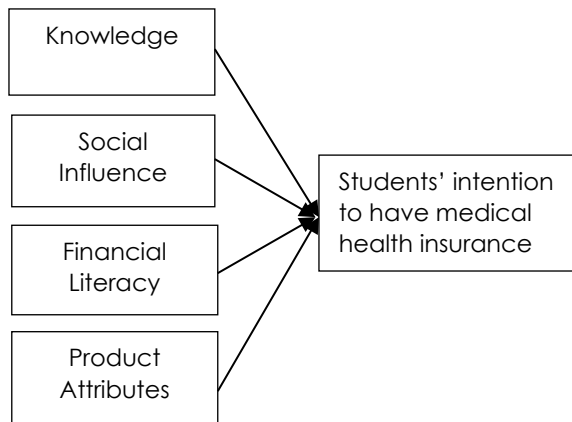 Knowledge
Social
Influence
Financial
Literacy
Product
Attributes
Students’ intention
to have medical
health insurance